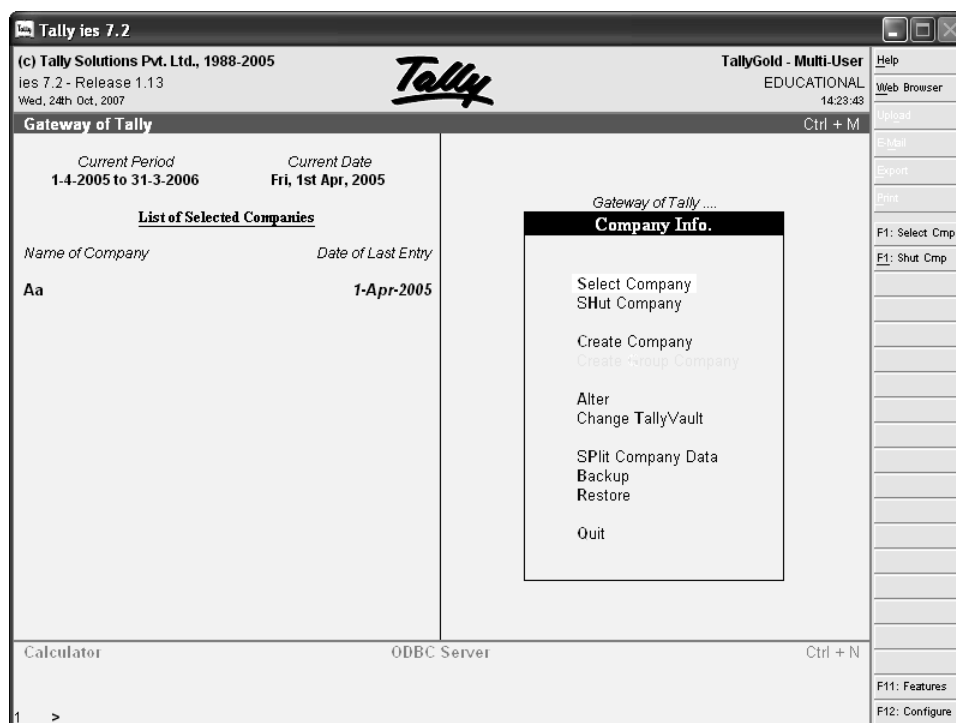 Tally ies 7.2
(c) Tally Solutions Pvt. Ltd., 1988-2005
ies 7.2 - Release 1.13
Wed, 24th Oct, 2007
Tally
TallyGold - Multi-User
EDUCATIONAL
14:23:43
Gateway of Tally
Ctrl + M
Current Period
Current Date
1-4-2005 to 31-3-2006
Fri, 1st Apr, 2005
List of Selected Companies
Name of Company
Date of Last Entry
Aa
1-Apr-2005
Gateway of Tally ....
Company Info.
Select Company
SHut Company
Create Company
Create Group Company
Alter
Change TallyVault
SPlit Company Data
Backup
Restore
Quit
Help
Web Browser
Upload
E-Mail
Export
Print
F1: Select Cmp
F1: Shut Cmp
F11: Features
F12: Configure
Calculator
ODBC Server
Ctrl + N
1 >